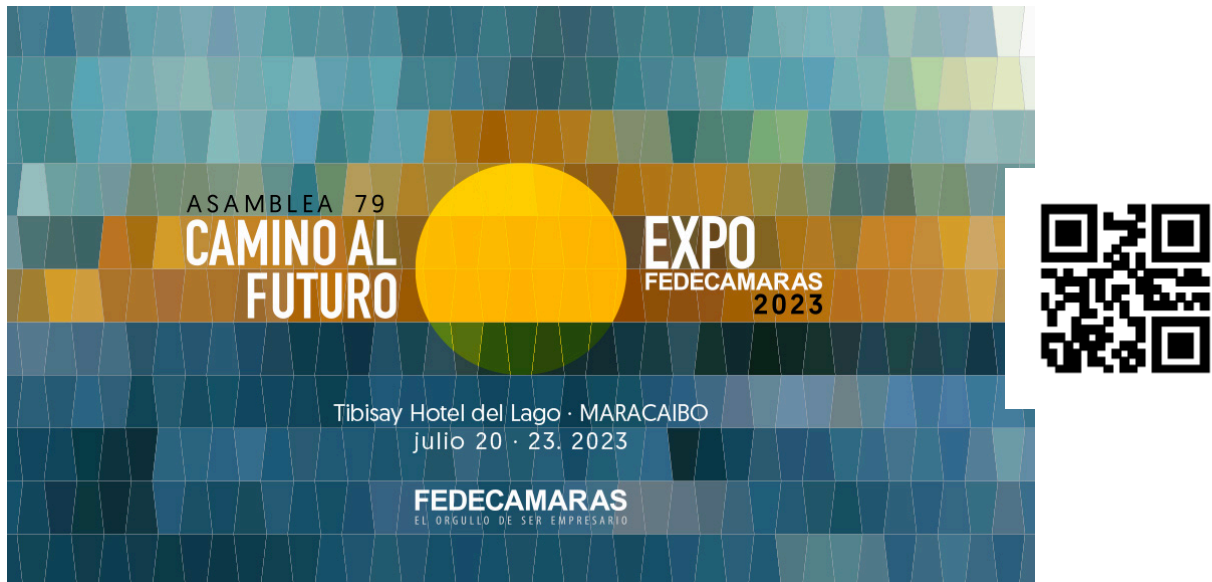 ASAMBLEA 79
CAMINO AL
FUTURO
EXPO
FEDECAMARAS
2023
Tibisay Hotel del Lago · MARACAIBO
julio 20 · 23. 2023
FEDECAMARAS
EL ORGULLO DE SER EMPRESARIO